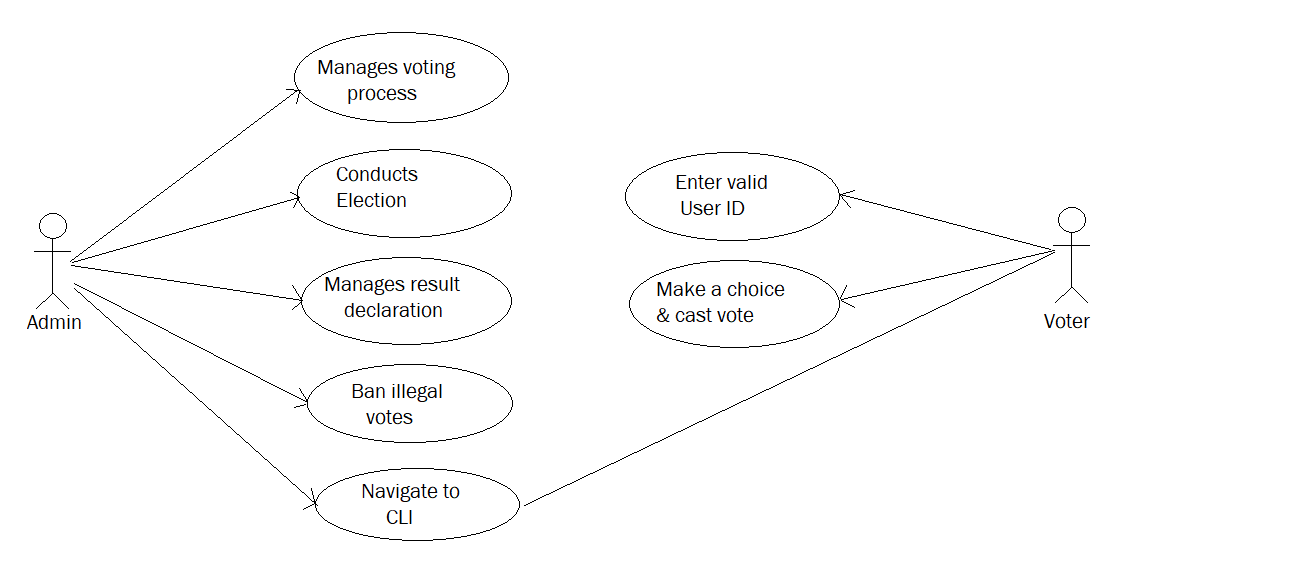 Manages voting
process
Conducts
Election
Manages result
declaration
Ban illegal
votes
Navigate to
CLI
Admin
Enter valid
User ID
Make a choice
& cast vote
Voter